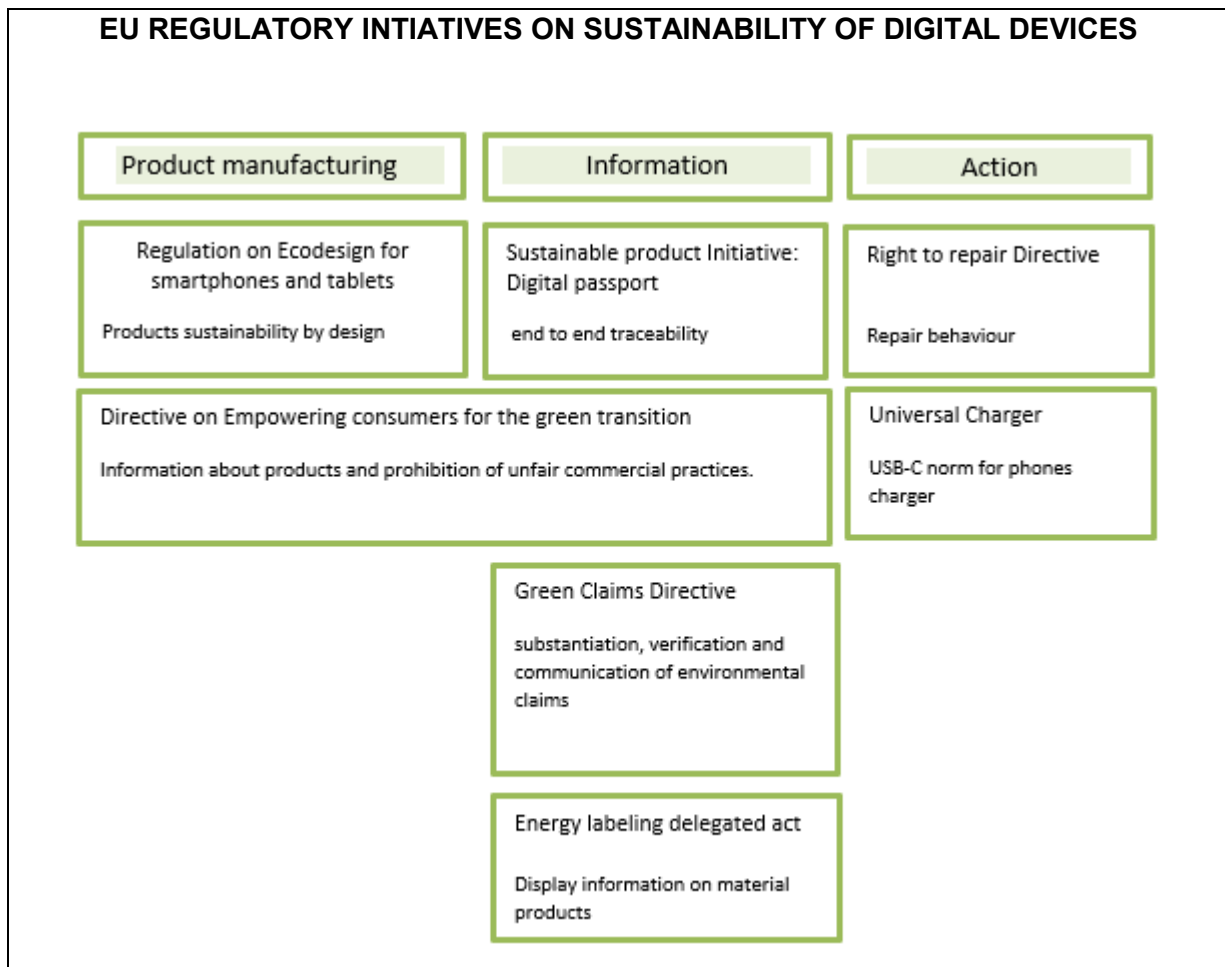 EU REGULATORY INTIATIVES ON SUSTAINABILITY OF DIGITAL DEVICES
Product manufacturing
Information
Action
Regulation on Ecodesign for
smartphones and tablets
Products sustainability by design
Sustainable product Initiative:
Digital passport
end to end traceability
Right to repair Directive
Repair behaviour
Directive on Empowering consumers for the green transition
Information about products and prohibition of unfair commercial practices.
Universal Charger
USB-C norm for phones
charger
Green Claims Directive
substantiation, verification and
communication of environmental
claims
Energy labeling delegated act
Display information on material
products